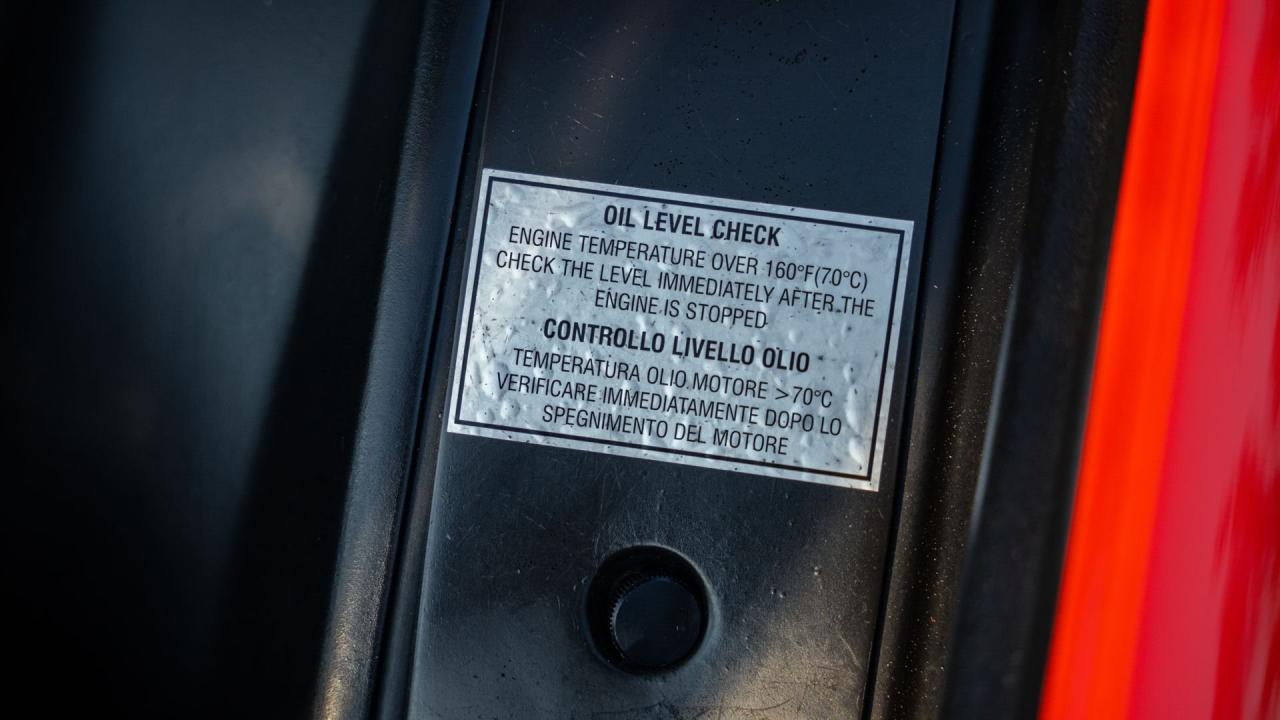 OIL LEVEL CHECK
ENGINE TEMPERATURE OVER 160°F(70°C)
CHECK THE LEVEL IMMEDIATELY AFTER THE
ENGINE IS STOPPED
CONTROLLO LIVELLO OLIO
TEMPERATURA OLIO MOTORE >70°C
VERIFICARE IMMEDIATAMENTE DOPO LO
SPEGNIMENTO DEL MOTORE